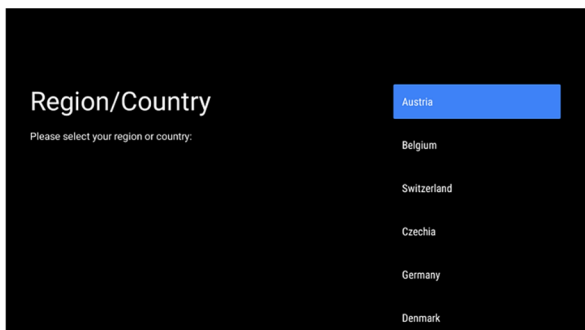 Region/Country
Please select your region or country:
Austria
Belgium
Switzerland
Czechia
Germany
Denmark